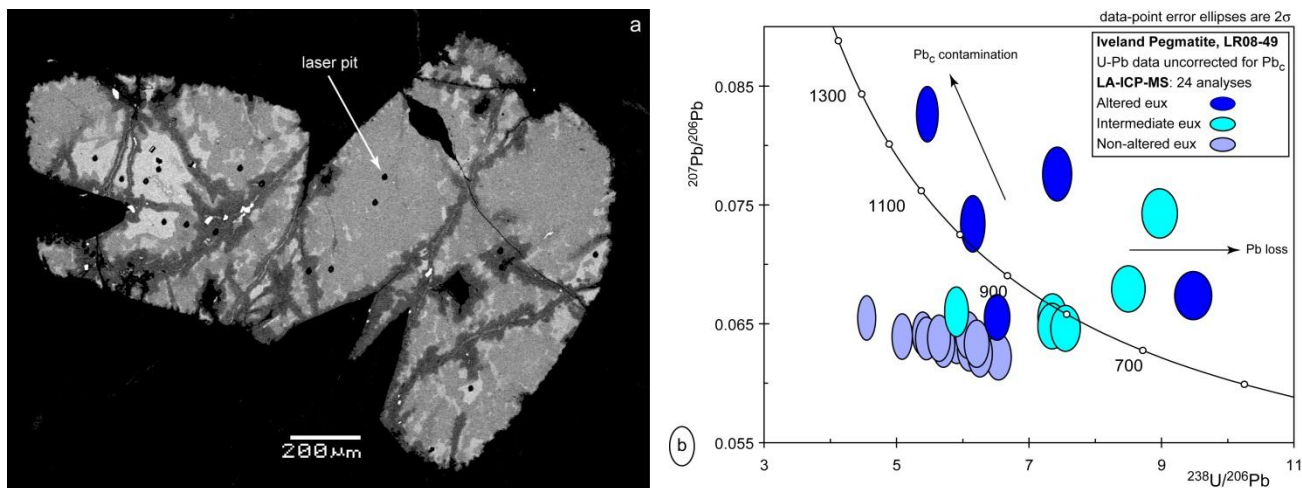 a
laser pit
200µm
data-point error ellipses are 2σ
Iveland Pegmatite, LR08-49
U-Pb data uncorrected for Pbc
LA-ICP-MS: 24 analyses
Altered eux
Intermediate eux
Non-altered eux
Pbc contamination
Pb loss
1300
1100
900
700
0.085
0.075
0.065
0.055
207Pb/206Pb
3 5 7 9 11
238U/206Pb
b